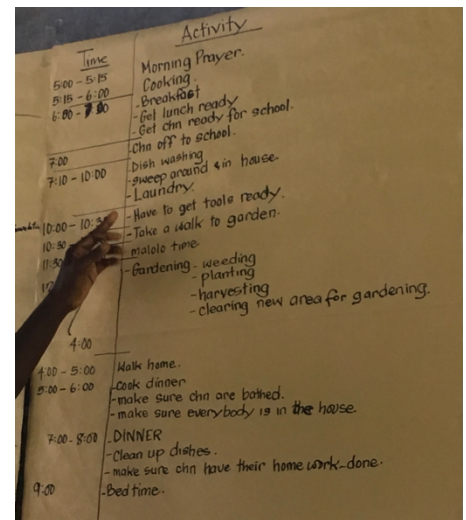 Time Activity
5:00 - 5:15 Morning Prayer.
5:15 - 6:00 Cooking.
6:00 - 7:00 - Breakfast
- Get lunch ready
- Get chn ready for school.
7:00 - Chn off to school.
7:10 - 10:00 - Dish washing
- sweep around & in house.
- Laundry.
10:00 - 10:30 - Have to get tools ready.
10:30 - Take a walk to garden.
11:30 malolo time.
- Gardening - weeding
- planting
- harvesting
- clearing new area for gardening.
4:00
4:00 - 5:00 Walk home.
5:00 - 6:00 - Cook dinner
- make sure chn are bathed.
- make sure everybody is in the house.
7:00 - 8:00 - DINNER
- Clean up dishes.
- make sure chn have their home work done.
9:00 - Bed time.